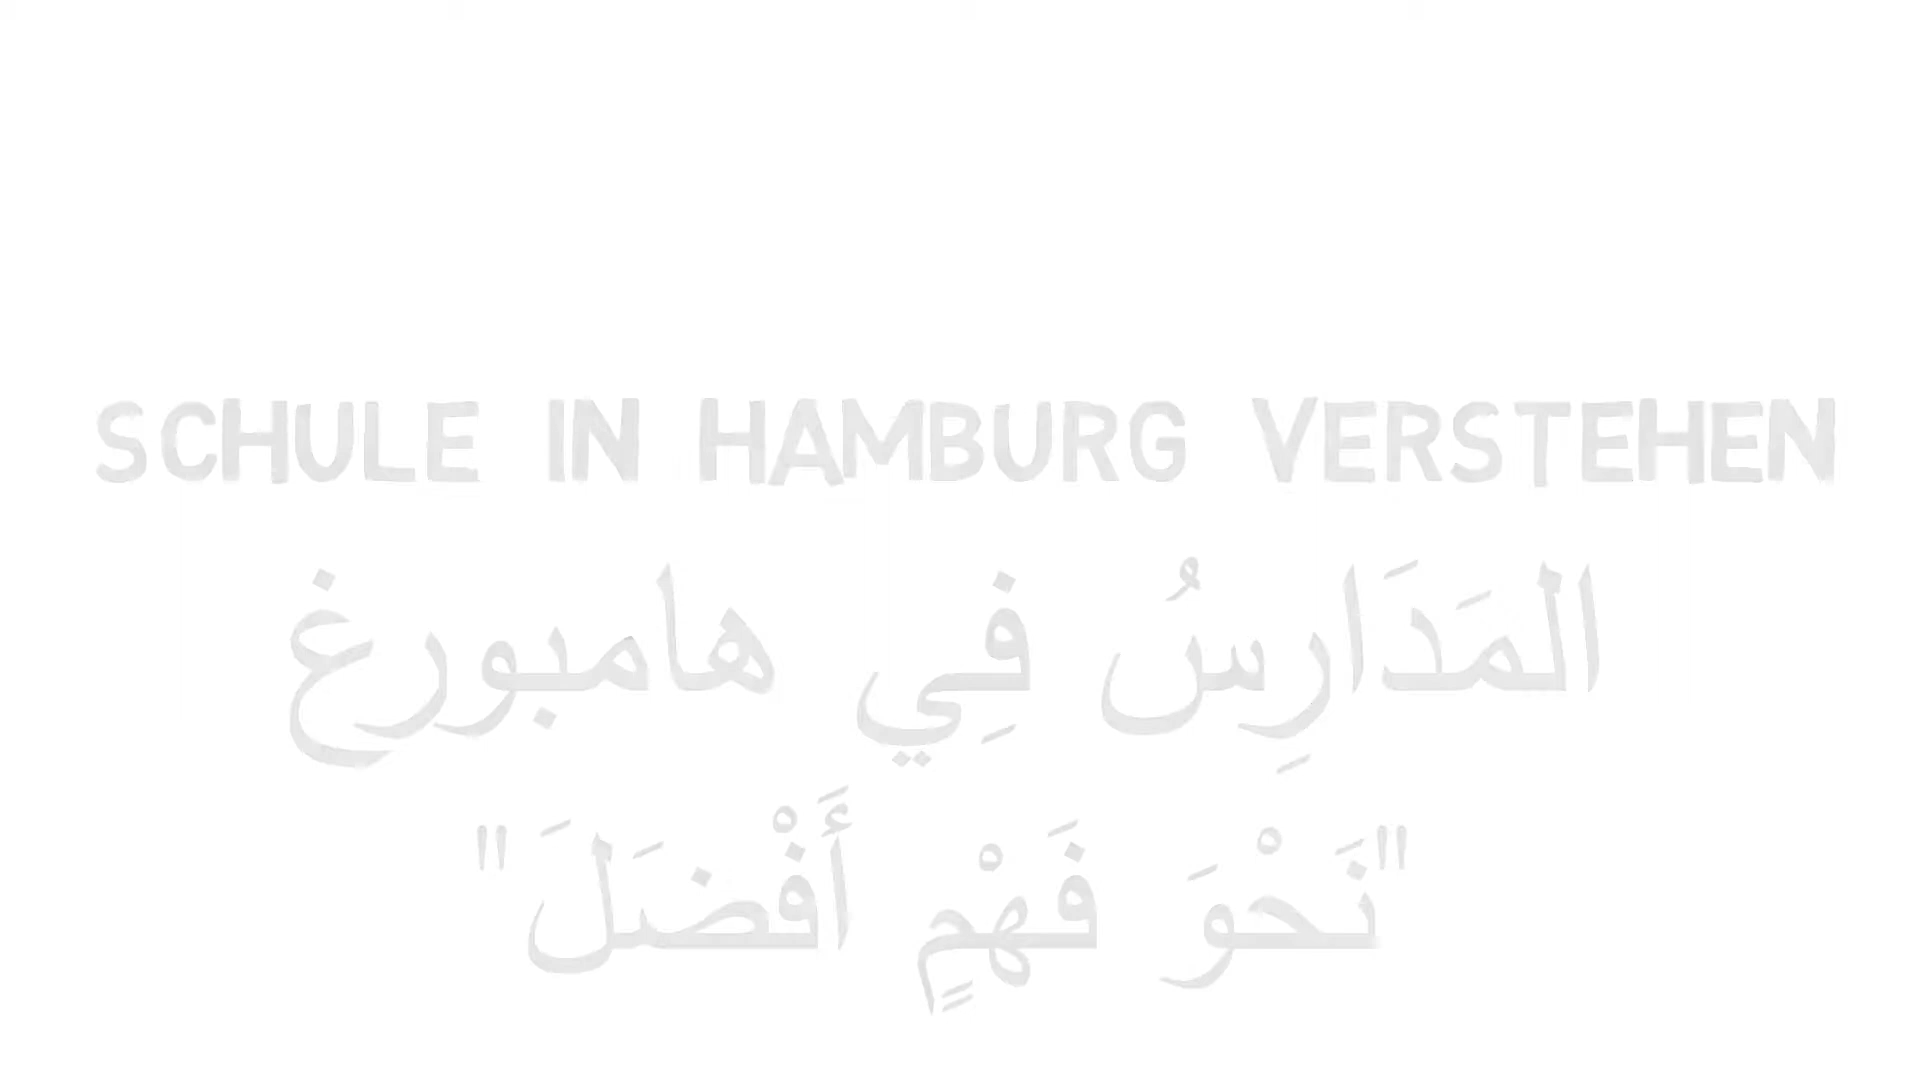 SCHULE IN HAMBURG VERSTEHEN
المَدَارِسُ فِي هامبورغ
"نَحْوَ فَهْمٍ أَفْضَلَ"